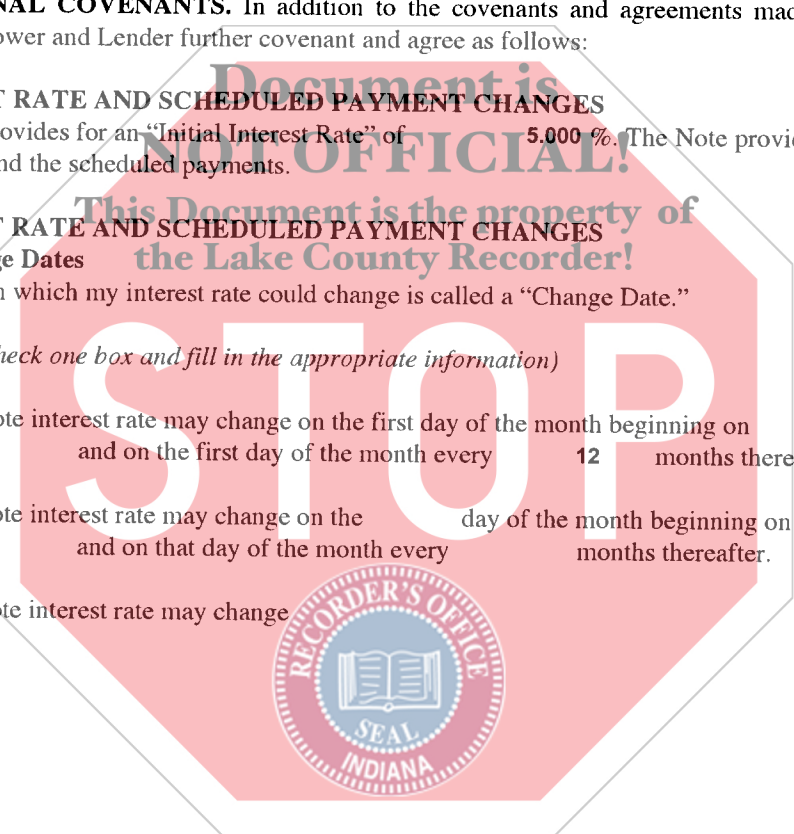 NAL COVENANTS. In addition to the covenants and agreements mad
ower and Lender further covenant and agree as follows:
Document is
T RATE AND SCHEDULED PAYMENT CHANGES
ovides for an “Initial Interest Rate” of 5.000 %. The Note provi
NOT OFFICIAL!
nd the scheduled payments.
This Document is the property of
T RATE AND SCHEDULED PAYMENT CHANGES
the Lake County Recorder!
ge Dates
n which my interest rate could change is called a “Change Date.”
STOP
heck one box and fill in the appropriate information)
ote interest rate may change on the first day of the month beginning on
and on the first day of the month every 12 months there
ote interest rate may change on the day of the month beginning on
and on that day of the month every months thereafter.
ote interest rate may change
RECORDER'S OFFICE
SEAL
INDIANA